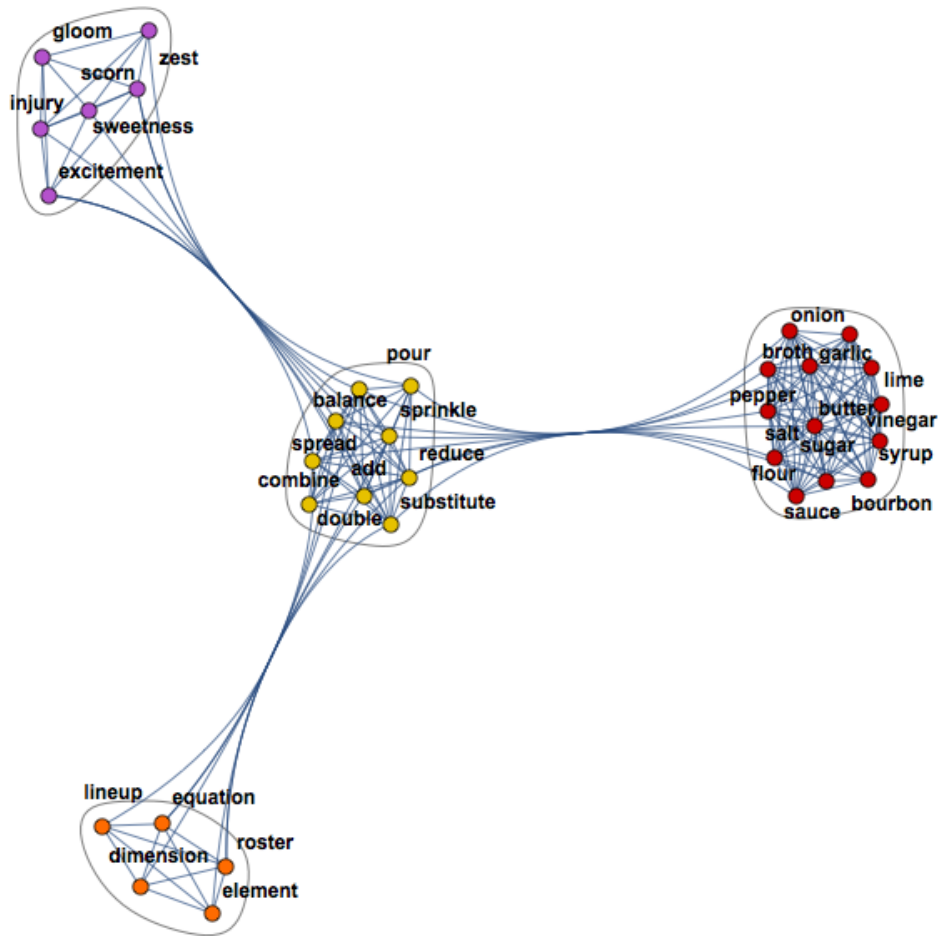 gloom
zest
scorn
injury
sweetness
excitement
onion
broth garlic
pour
lime
balance
pepper
sprinkle
butter
vinegar
salt
spread
sugar
reduce
syrup
add
combine
flour
substitute
bourbon
sauce
double
lineup
equation
roster
dimension
element